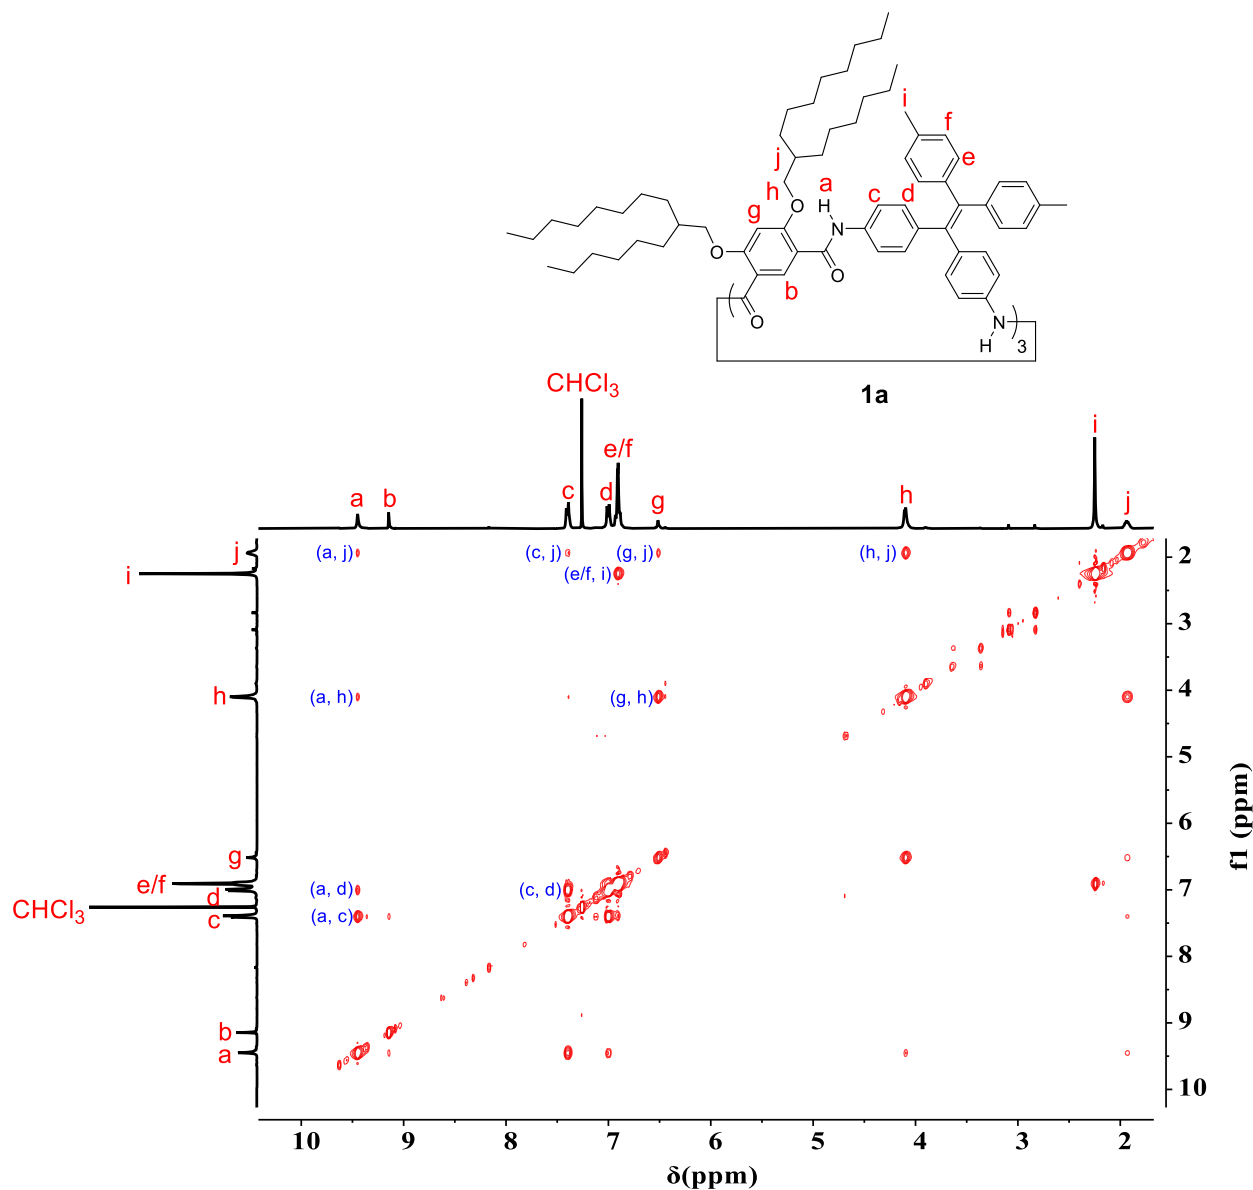 i
f
e
j
h
a
H
c
d
g
O
N
O
O
b
O
N
H
3
1a
CHCl3
i
e/f
a
b
c
d
g
h
j
j
(a, j)
(c, j)
(g, j)
(h, j)
2
i
(e/f, i)
3
h
(a, h)
(g, h)
4
5
6
f1 (ppm)
g
e/f
(a, d)
(c, d)
7
d
CHCl3
c
(a, c)
8
b
9
a
10
10
9
8
7
6
5
4
3
2
δ(ppm)